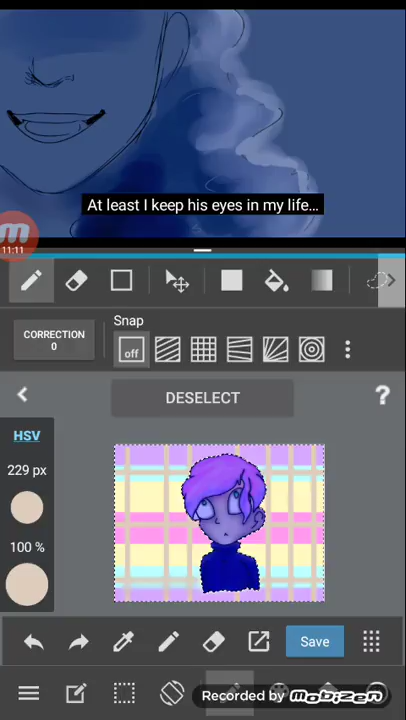 At least I keep his eyes in my life...
11:11
CORRECTION
0
Snap
off
DESELECT
?
HSV
229 px
100 %
Save
Recorded by Mobizen